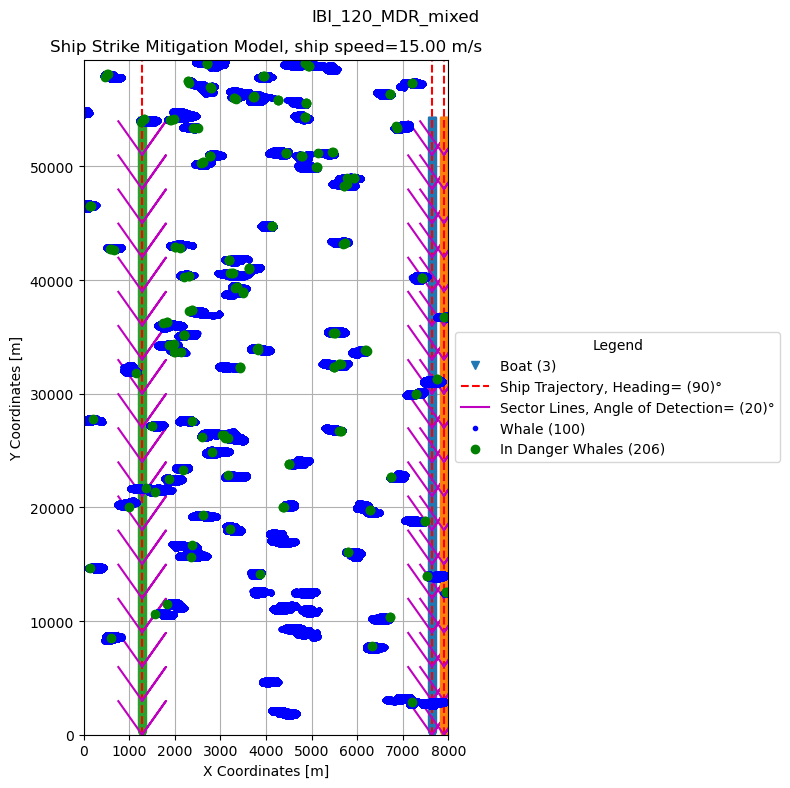 IBI_120_MDR_mixed
Ship Strike Mitigation Model, ship speed=15.00 m/s
50000
40000
30000
20000
10000
0
Y Coordinates [m]
0 1000 2000 3000 4000 5000 6000 7000 8000
X Coordinates [m]
Legend
Boat (3)
Ship Trajectory, Heading= (90)°
Sector Lines, Angle of Detection= (20)°
Whale (100)
In Danger Whales (206)